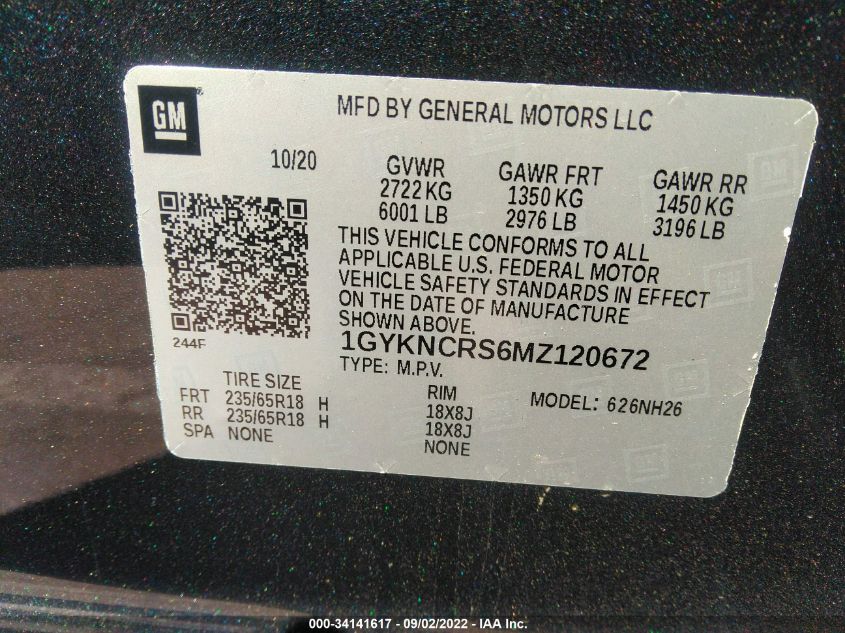 GM
MFD BY GENERAL MOTORS LLC
10/20
GVWR GAWR FRT GAWR RR
2722 KG 1350 KG 1450 KG
6001 LB 2976 LB 3196 LB
THIS VEHICLE CONFORMS TO ALL
APPLICABLE U.S. FEDERAL MOTOR
VEHICLE SAFETY STANDARDS IN EFFECT
ON THE DATE OF MANUFACTURE
SHOWN ABOVE.
244F
1GYKNCRS6MZ120672
TYPE: M.P.V.
TIRE SIZE RIM MODEL: 626NH26
FRT 235/65R18 H 18X8J
RR 235/65R18 H 18X8J
SPA NONE NONE
000-34141617 - 09/02/2022 - © IAA Inc.